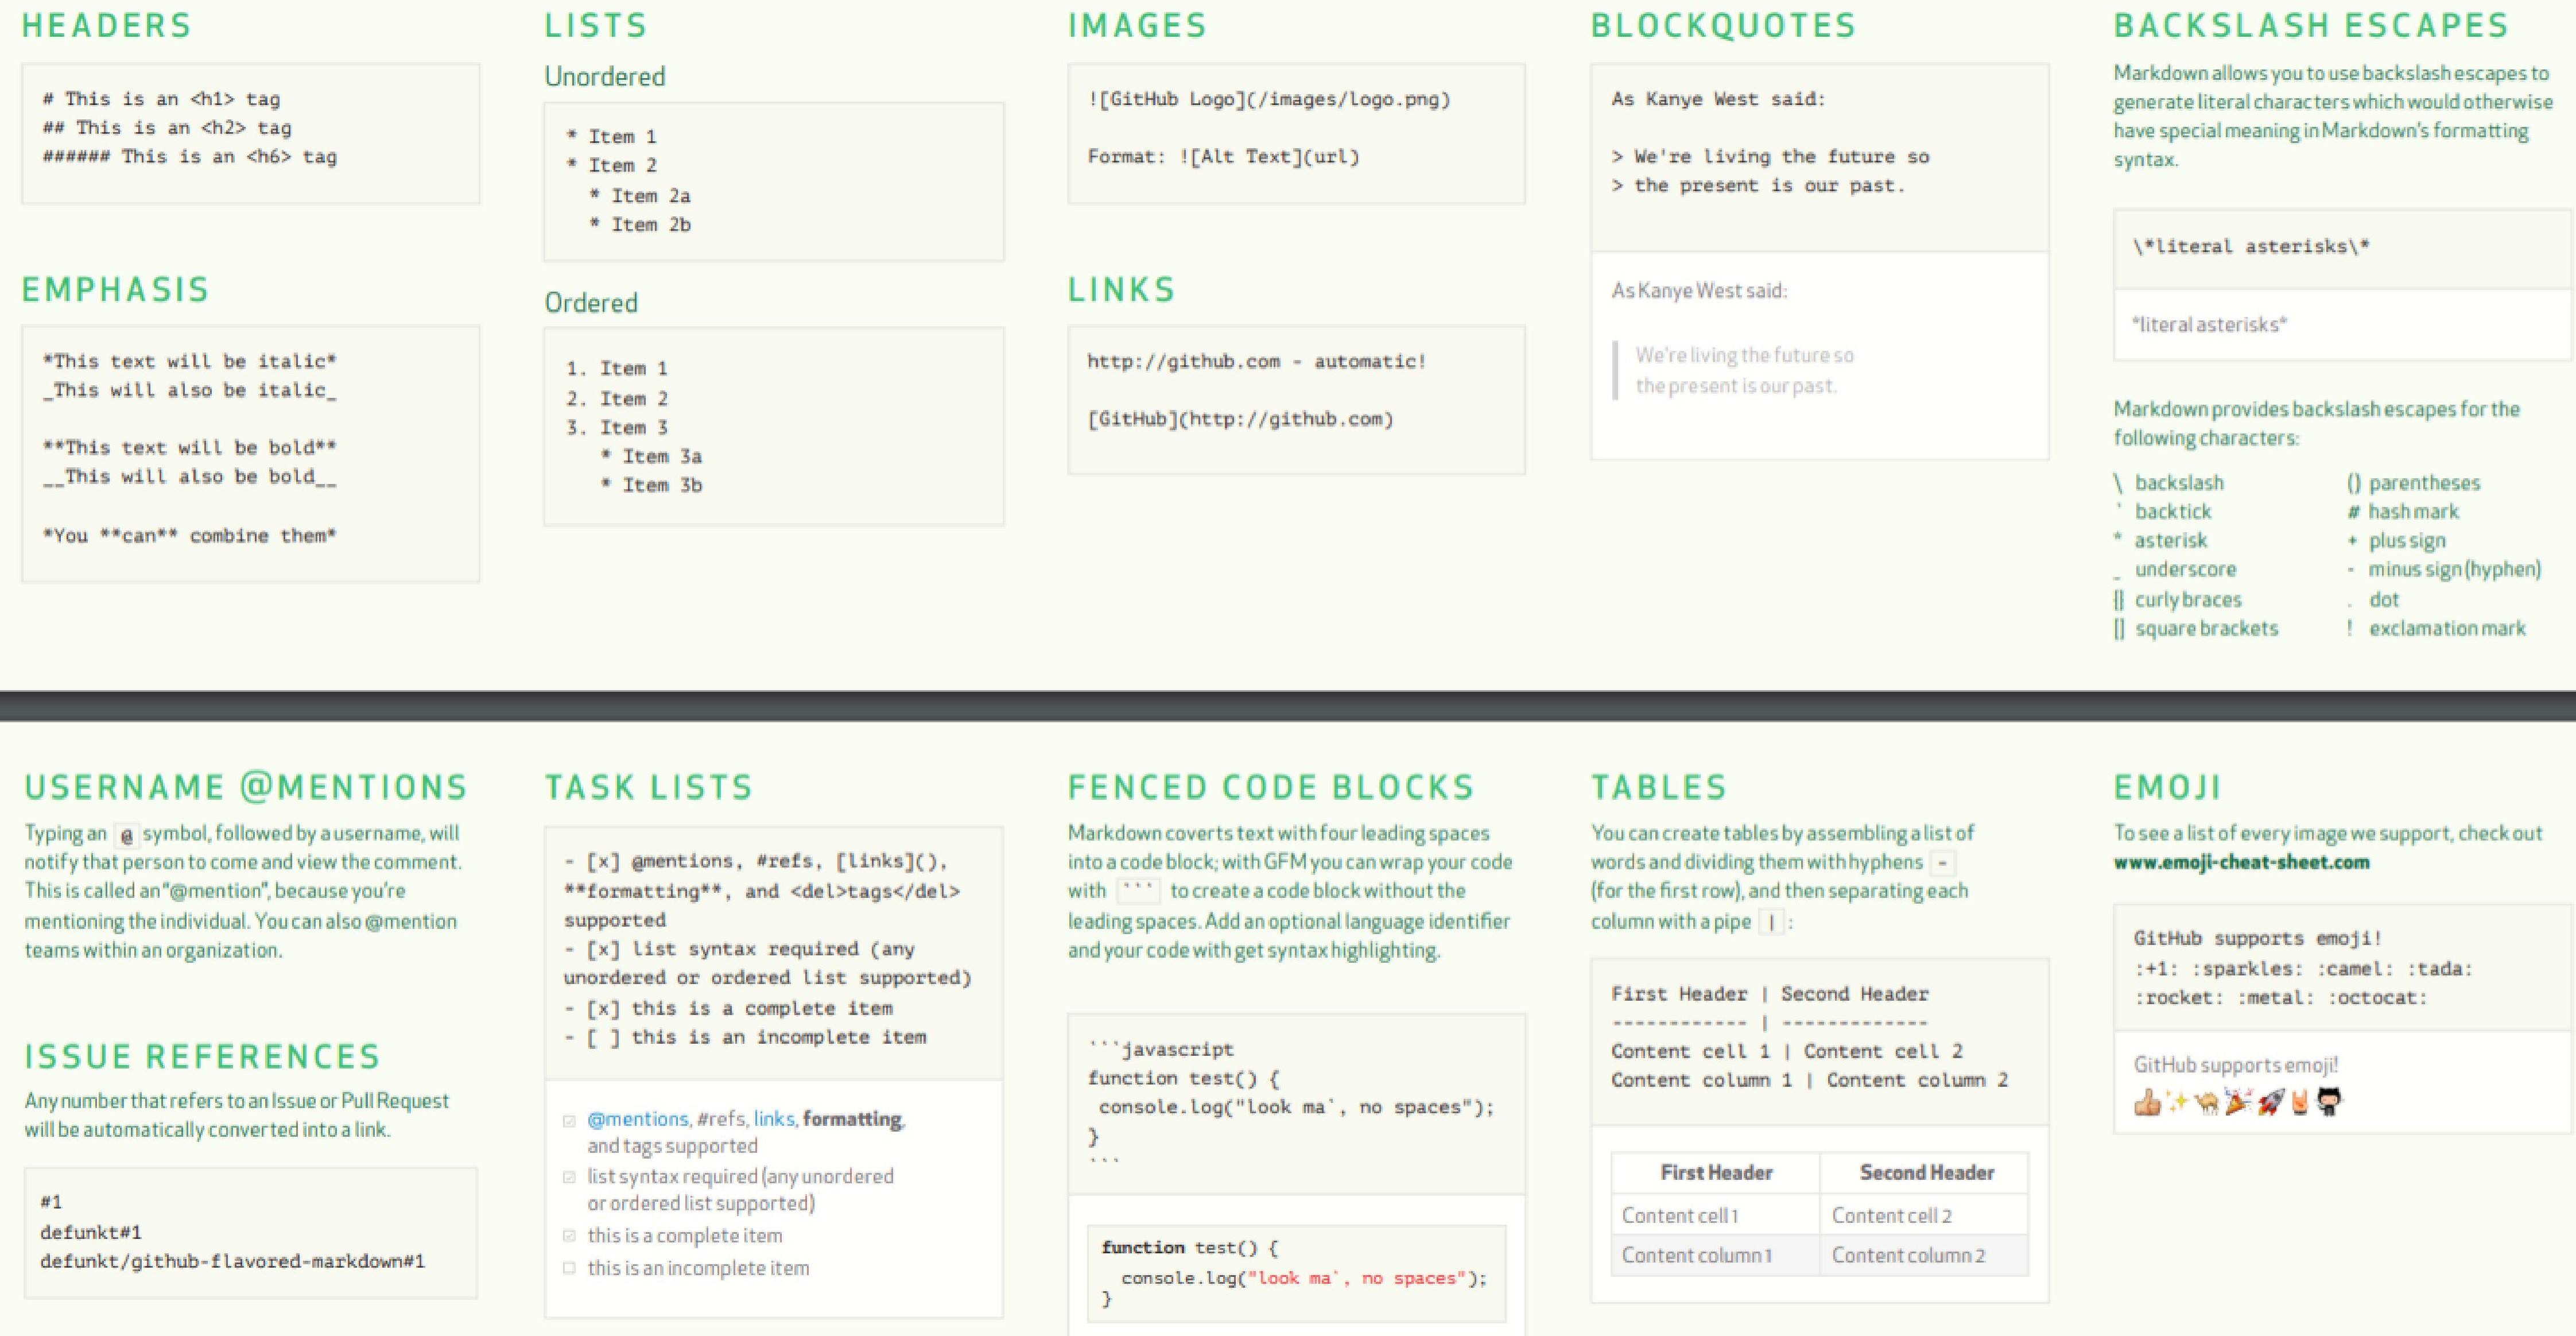 HEADERS
# This is an <h1> tag
## This is an <h2> tag
###### This is an <h6> tag
EMPHASIS
*This text will be italic*
_This will also be italic_
**This text will be bold**
__This will also be bold__
*You **can** combine them*
LISTS
Unordered
* Item 1
* Item 2
  * Item 2a
  * Item 2b
Ordered
1. Item 1
2. Item 2
3. Item 3
   * Item 3a
   * Item 3b
IMAGES
![GitHub Logo](/images/logo.png)
Format: ![Alt Text](url)
LINKS
http://github.com - automatic!
[GitHub](http://github.com)
BLOCKQUOTES
As Kanye West said:
> We're living the future so
> the present is our past.
As Kanye West said:
We're living the future so
the present is our past.
BACKSLASH ESCAPES
Markdown allows you to use backslash escapes to
generate literal characters which would otherwise
have special meaning in Markdown's formatting
syntax.
\*literal asterisks\*
*literal asterisks*
Markdown provides backslash escapes for the
following characters:
\ backslash
` backtick
* asterisk
_ underscore
{} curly braces
[] square brackets
() parentheses
# hash mark
+ plus sign
- minus sign (hyphen)
. dot
! exclamation mark
USERNAME @MENTIONS
Typing an @ symbol, followed by a username, will
notify that person to come and view the comment.
This is called an "@mention", because you're
mentioning the individual. You can also @mention
teams within an organization.
ISSUE REFERENCES
Any number that refers to an Issue or Pull Request
will be automatically converted into a link.
#1
defunkt#1
defunkt/github-flavored-markdown#1
TASK LISTS
- [x] @mentions, #refs, [links](),
**formatting**, and <del>tags</del>
supported
- [x] list syntax required (any
unordered or ordered list supported)
- [x] this is a complete item
- [ ] this is an incomplete item
@mentions, #refs, links, formatting,
and tags supported
list syntax required (any unordered
or ordered list supported)
this is a complete item
this is an incomplete item
FENCED CODE BLOCKS
Markdown coverts text with four leading spaces
into a code block; with GFM you can wrap your code
with ``` to create a code block without the
leading spaces. Add an optional language identifier
and your code with get syntax highlighting.
```javascript
function test() {
 console.log("look ma`, no spaces");
}
```
function test() {
  console.log("look ma`, no spaces");
}
TABLES
You can create tables by assembling a list of
words and dividing them with hyphens -
(for the first row), and then separating each
column with a pipe | :
First Header | Second Header
------------ | -------------
Content cell 1 | Content cell 2
Content column 1 | Content column 2
First Header Second Header
Content cell 1 Content cell 2
Content column 1 Content column 2
EMOJI
To see a list of every image we support, check out
www.emoji-cheat-sheet.com
GitHub supports emoji!
:+1: :sparkles: :camel: :tada:
:rocket: :metal: :octocat:
GitHub supports emoji!